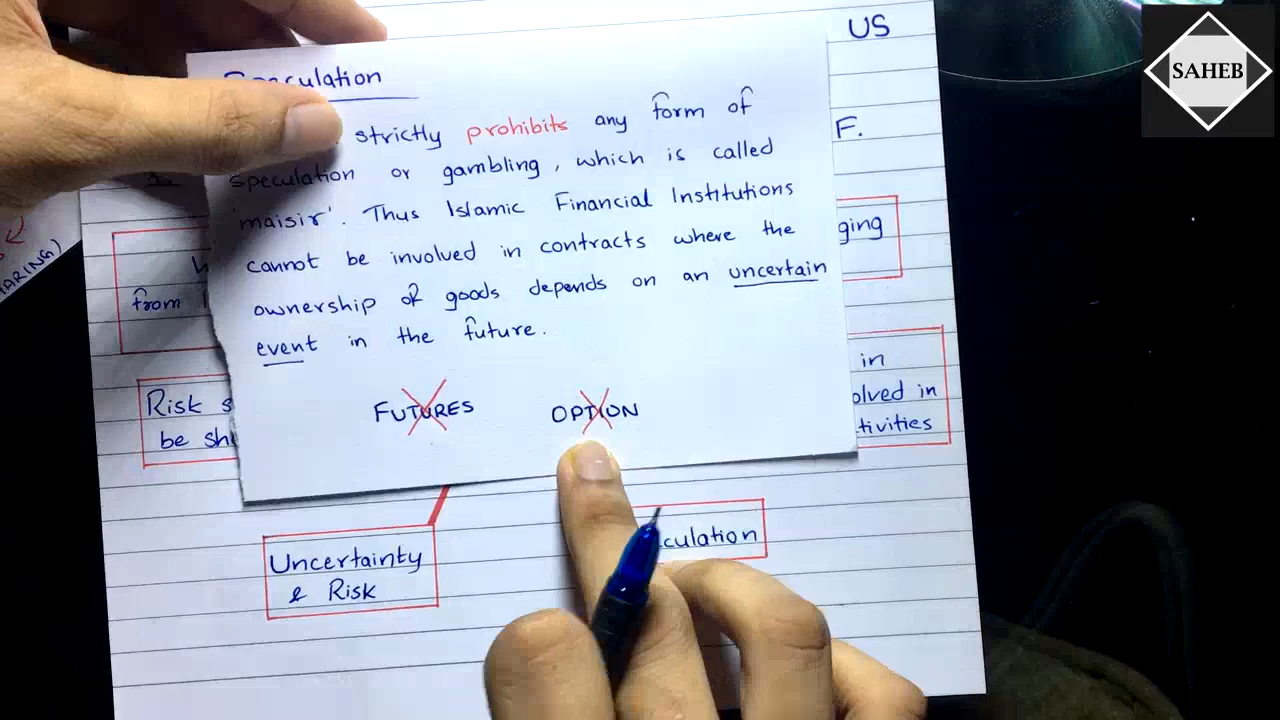 US
SAHEB
strictly prohibits any form of
speculation or gambling, which is called
'maisir'. Thus Islamic Financial Institutions
cannot be involved in contracts where the
ownership of goods depends on an uncertain
event in the future.
FUTURES OPTION
F.
ging
from
in
olved in
tivities
Risk s
be sh
ARING)
Uncertainty
& Risk
culation